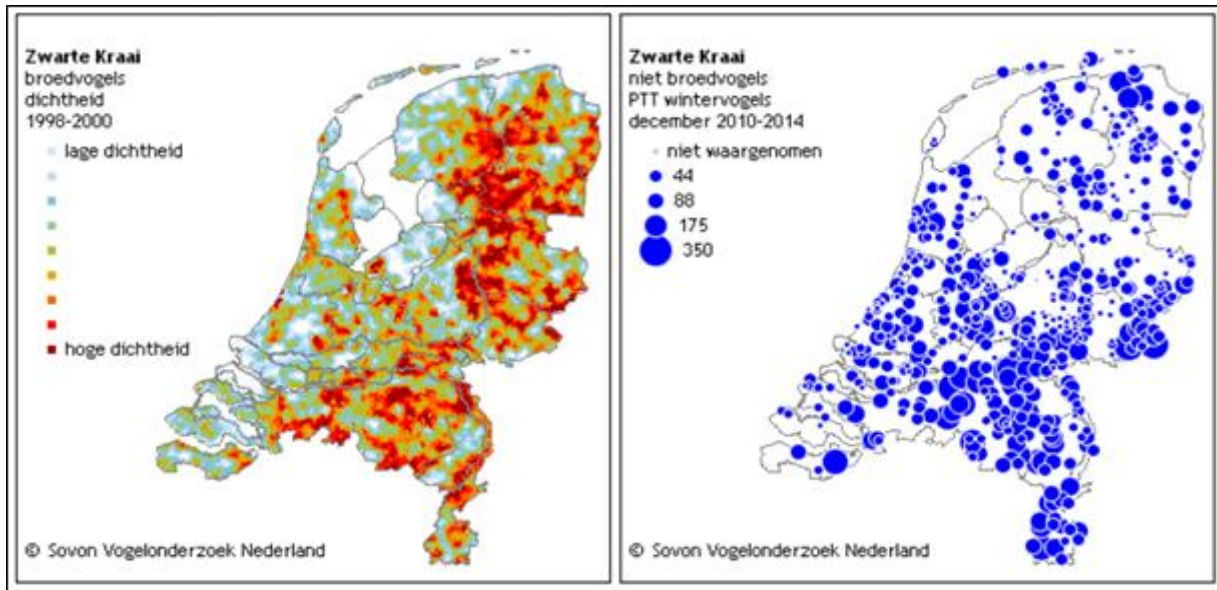 Zwarte Kraai
broedvogels
dichtheid
1998-2000
lage dichtheid
hoge dichtheid
© Sovon Vogelonderzoek Nederland
Zwarte Kraai
niet broedvogels
PTT wintervogels
december 2010-2014
niet waargenomen
44
88
175
350
© Sovon Vogelonderzoek Nederland